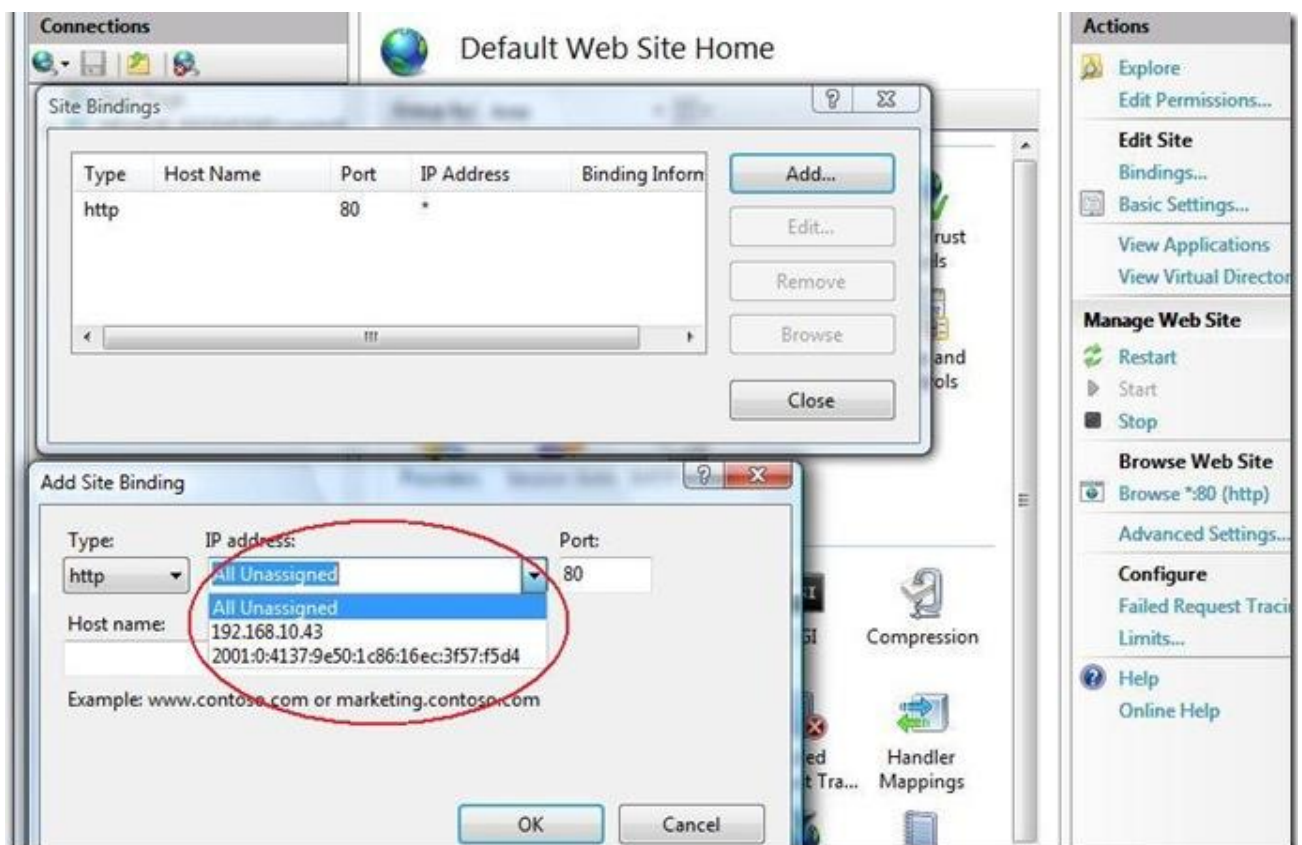 Connections
Default Web Site Home
Actions
Explore
Edit Permissions...
Edit Site
Bindings...
Basic Settings...
View Applications
View Virtual Director
Manage Web Site
Restart
Start
Stop
Browse Web Site
Browse *:80 (http)
Advanced Settings...
Configure
Failed Request Tracin
Limits...
Help
Online Help
Site Bindings
Type Host Name Port IP Address Binding Inform
http 80 *
Add...
Edit...
Remove
Browse
Close
rust
ls
and
ols
Add Site Binding
Type: IP address: Port:
http All Unassigned 80
All Unassigned
192.168.10.43
2001:0:4137:9e50:1c86:16ec:3f57:f5d4
Host name:
Example: www.contoso.com or marketing.contoso.com
OK Cancel
GI
Compression
ed
t Tra...
Handler
Mappings